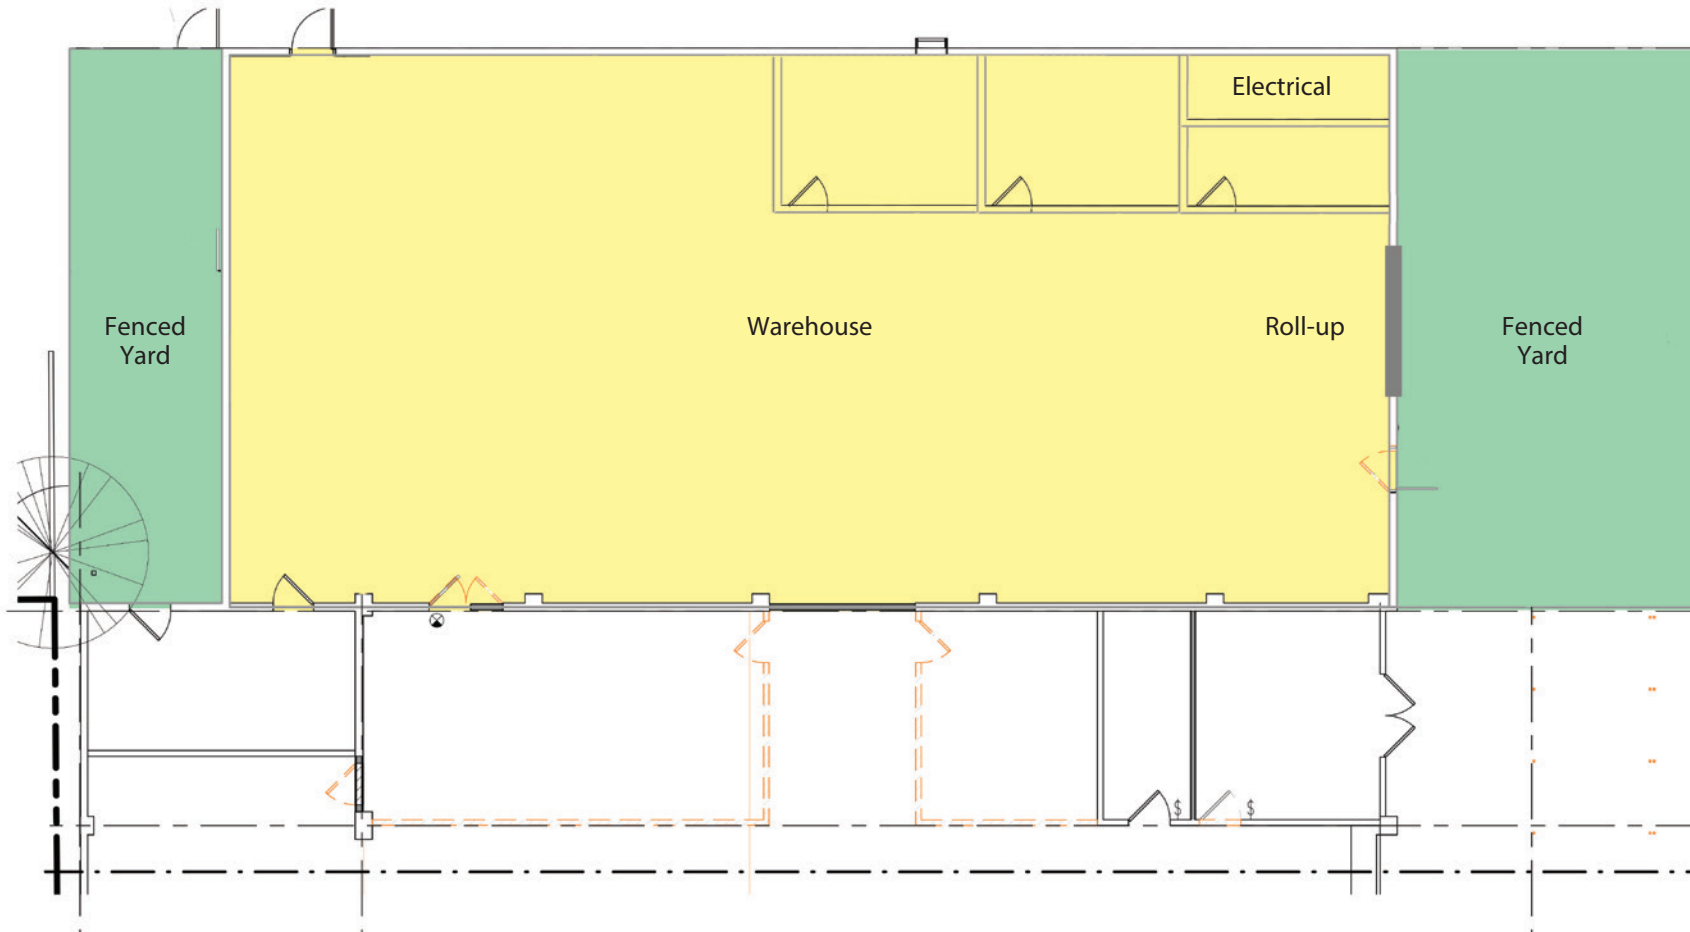 Electrical
Fenced
Yard
Warehouse
Roll-up
Fenced
Yard
$
$